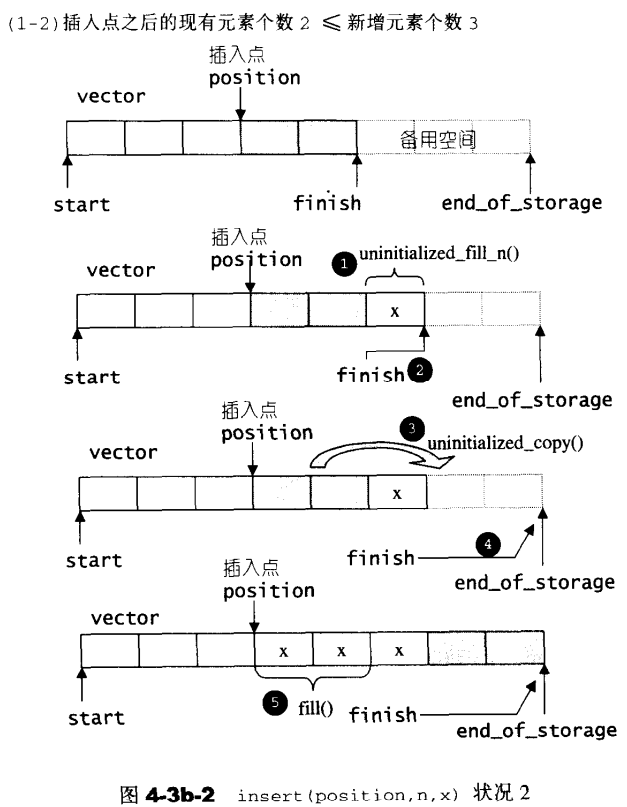 (1-2)插入点之后的现有元素个数 2 ≤ 新增元素个数 3
插入点
position
vector
备用空间
start
finish
end_of_storage
插入点
position
1 uninitialized_fill_n()
vector
x
start
finish 2
end_of_storage
插入点
position
3 uninitialized_copy()
vector
x
start
finish 4
end_of_storage
插入点
position
vector
x x x
5 fill()
start
finish
end_of_storage
图 4-3b-2 insert(position,n,x) 状况 2